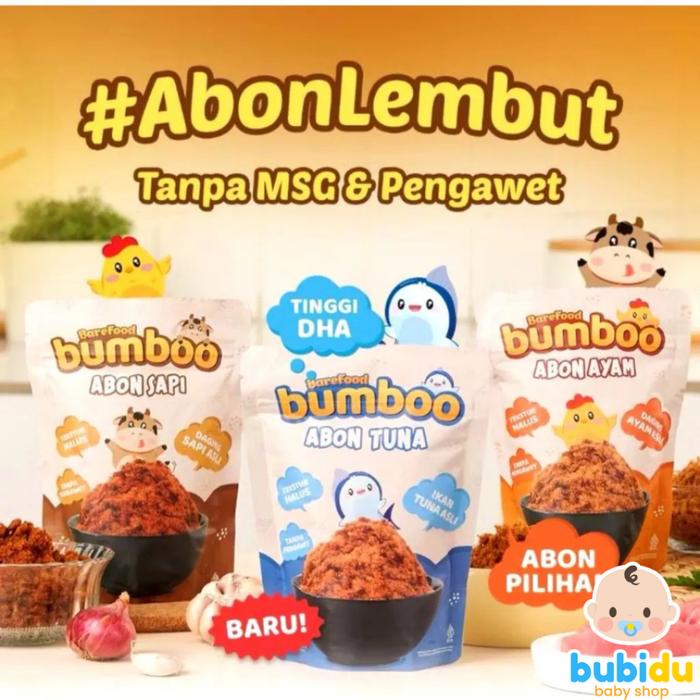 #AbonLembut
Tanpa MSG & Pengawet
TINGGI
DHA
Barefood
bumboo
ABON SAPI
TEKSTUR
HALUS
DAGING
SAPI ASLI
TANPA
PENGAWET
Barefood
bumboo
ABON TUNA
TEKSTUR
HALUS
IKAN
TUNA ASLI
TANPA
PENGAWET
Barefood
bumboo
ABON AYAM
TEKSTUR
HALUS
DAGING
AYAM ASLI
TANPA
PENGAWET
BARU!
ABON
PILIHAN
bubidu
baby shop